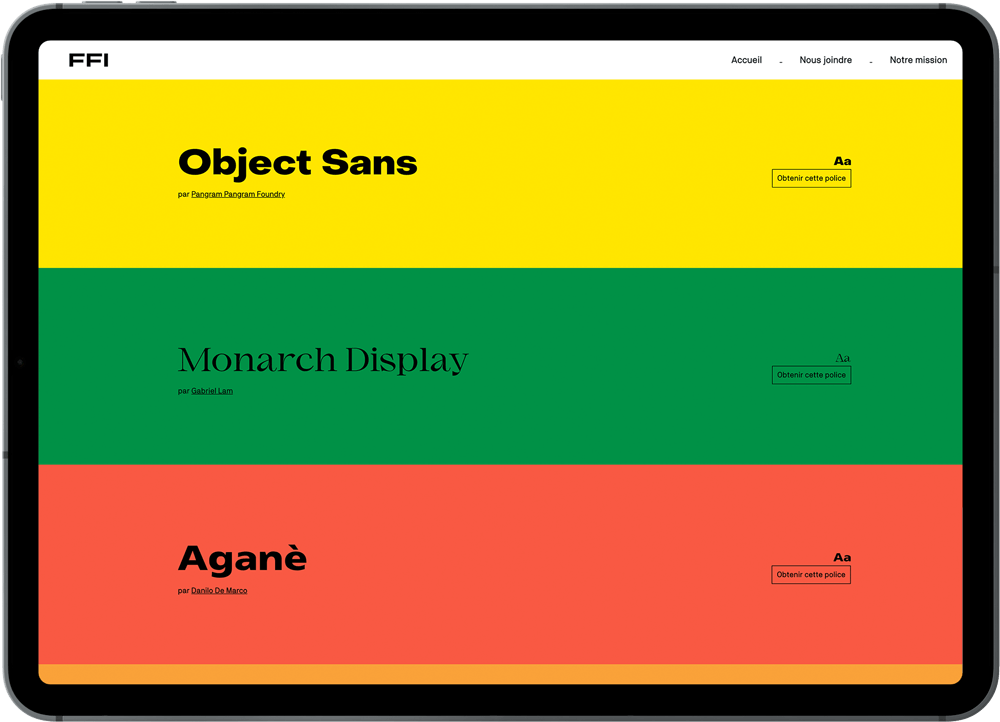 FFI
Accueil - Nous joindre - Notre mission
Object Sans
par Pangram Pangram Foundry
Aa
Obtenir cette police
Monarch Display
par Gabriel Lam
Aa
Obtenir cette police
Aganè
par Danilo De Marco
Aa
Obtenir cette police